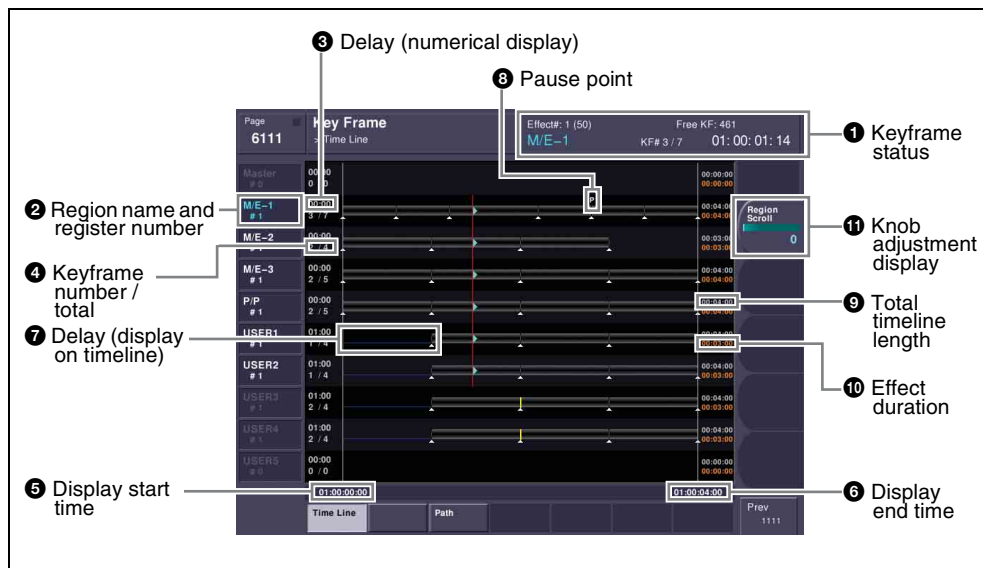 ❸ Delay (numerical display)
❽ Pause point
Page
6111
Key Frame
> Time Line
Effect#: 1 (50)
Free KF: 461
M/E–1
KF# 3 / 7
01: 00: 01: 14
❶ Keyframe
status
❷ Region name and
register number
❹ Keyframe
number /
total
❼ Delay (display
on timeline)
❺ Display start
time
Master
# 0
00:00
0 / 0
00:00:00
00:00:00
M/E–1
# 1
00:00
3 / 7
P
00:04:00
00:04:00
M/E–2
00:00
2 / 4
00:03:00
00:03:00
M/E–3
# 1
00:00
2 / 5
00:04:00
00:04:00
P/P
# 1
00:00
2 / 5
00:04:00
00:04:00
USER1
# 1
01:00
1 / 4
00:04:00
00:03:00
USER2
# 1
01:00
1 / 4
00:04:00
00:03:00
USER3
# 1
01:00
2 / 4
00:04:00
00:03:00
USER4
# 1
01:00
2 / 4
00:04:00
00:03:00
USER5
# 0
00:00
0 / 0
00:00:00
00:00:00
01:00:00:00
01:00:04:00
Time Line
Path
Prev
1111
Region
Scroll
0
⓫ Knob
adjustment
display
❾ Total
timeline
length
❿ Effect
duration
❻ Display
end time